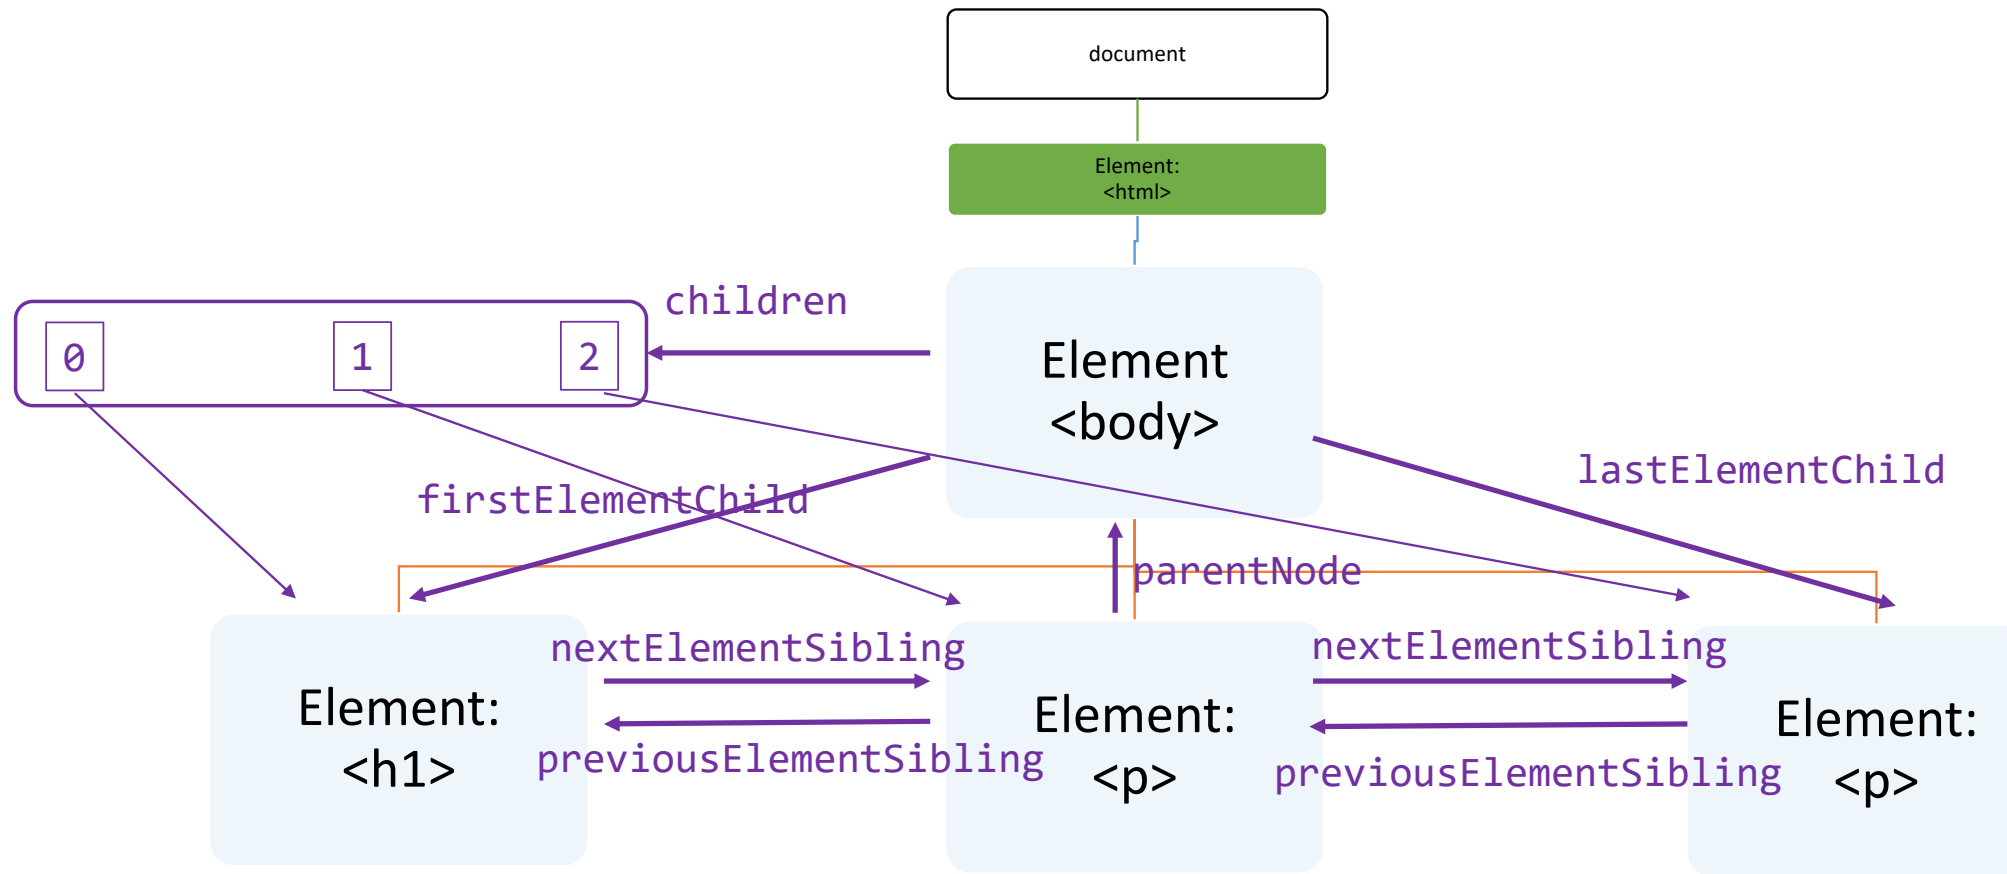 document
Element:
<html>
children
0
1
2
Element
<body>
firstElementChild
lastElementChild
parentNode
nextElementSibling
nextElementSibling
Element:
<h1>
Element:
<p>
Element:
<p>
previousElementSibling
previousElementSibling